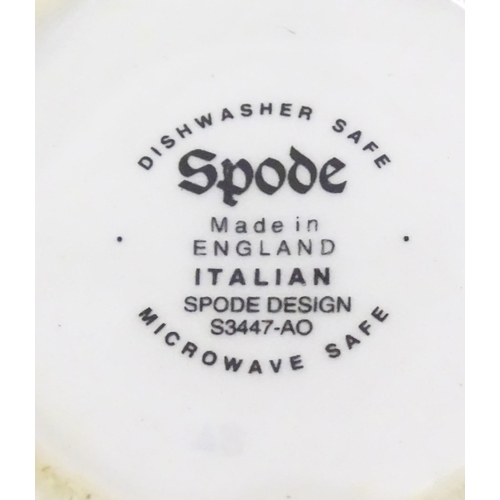 DISHWASHER SAFE
Spode
Made in
ENGLAND
ITALIAN
SPODE DESIGN
S3447-AO
MICROWAVE SAFE